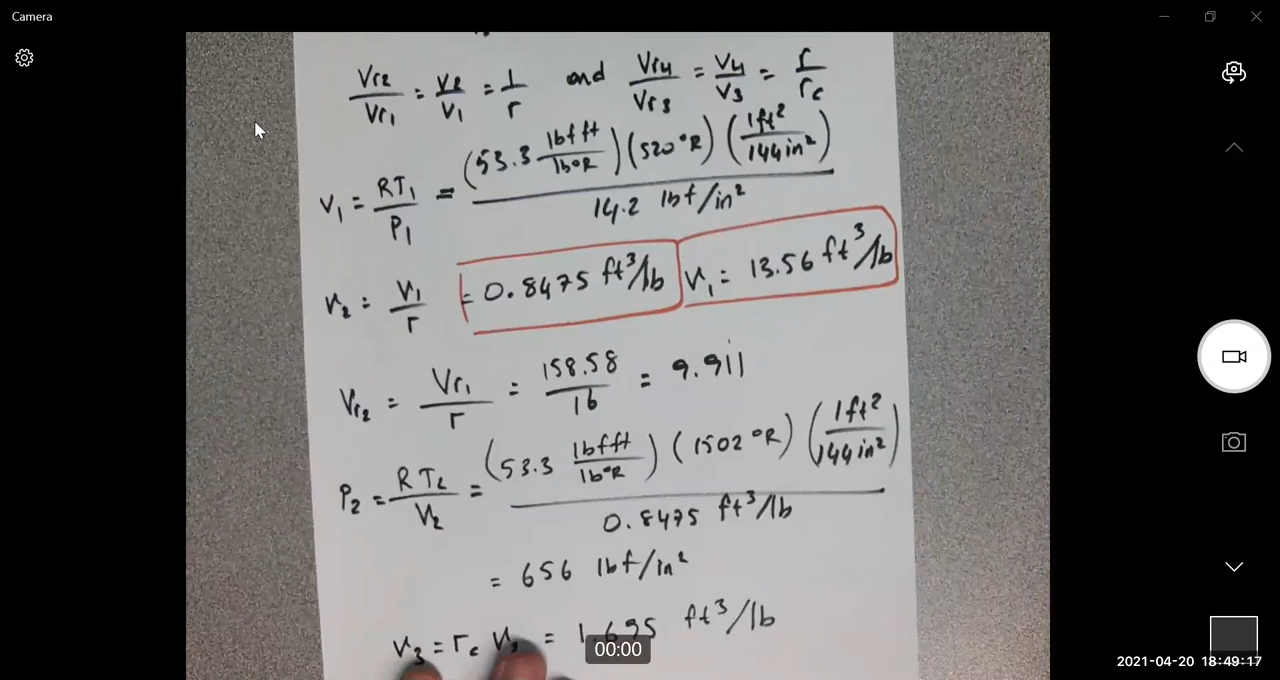 Camera
Vr2/Vr1 = V2/V1 = 1/r and Vr4/Vr3 = V4/V3 = r/rc
V1 = RT1/P1 = (53.3 lbf ft/lb°R)(520 °R)(1ft²/144in²) / 14.2 lbf/in²
V1 = 13.56 ft³/lb
V2 = V1/r = 0.8475 ft³/lb
Vr2 = Vr1/r = 158.58/16 = 9.911
P2 = RT2/V2 = (53.3 lbf ft/lb°R)(1502 °R)(1ft²/144in²) / 0.8475 ft³/lb
= 656 lbf/in²
V3 = rc V2 = 1.695 ft³/lb
00:00
2021-04-20 18:49:17